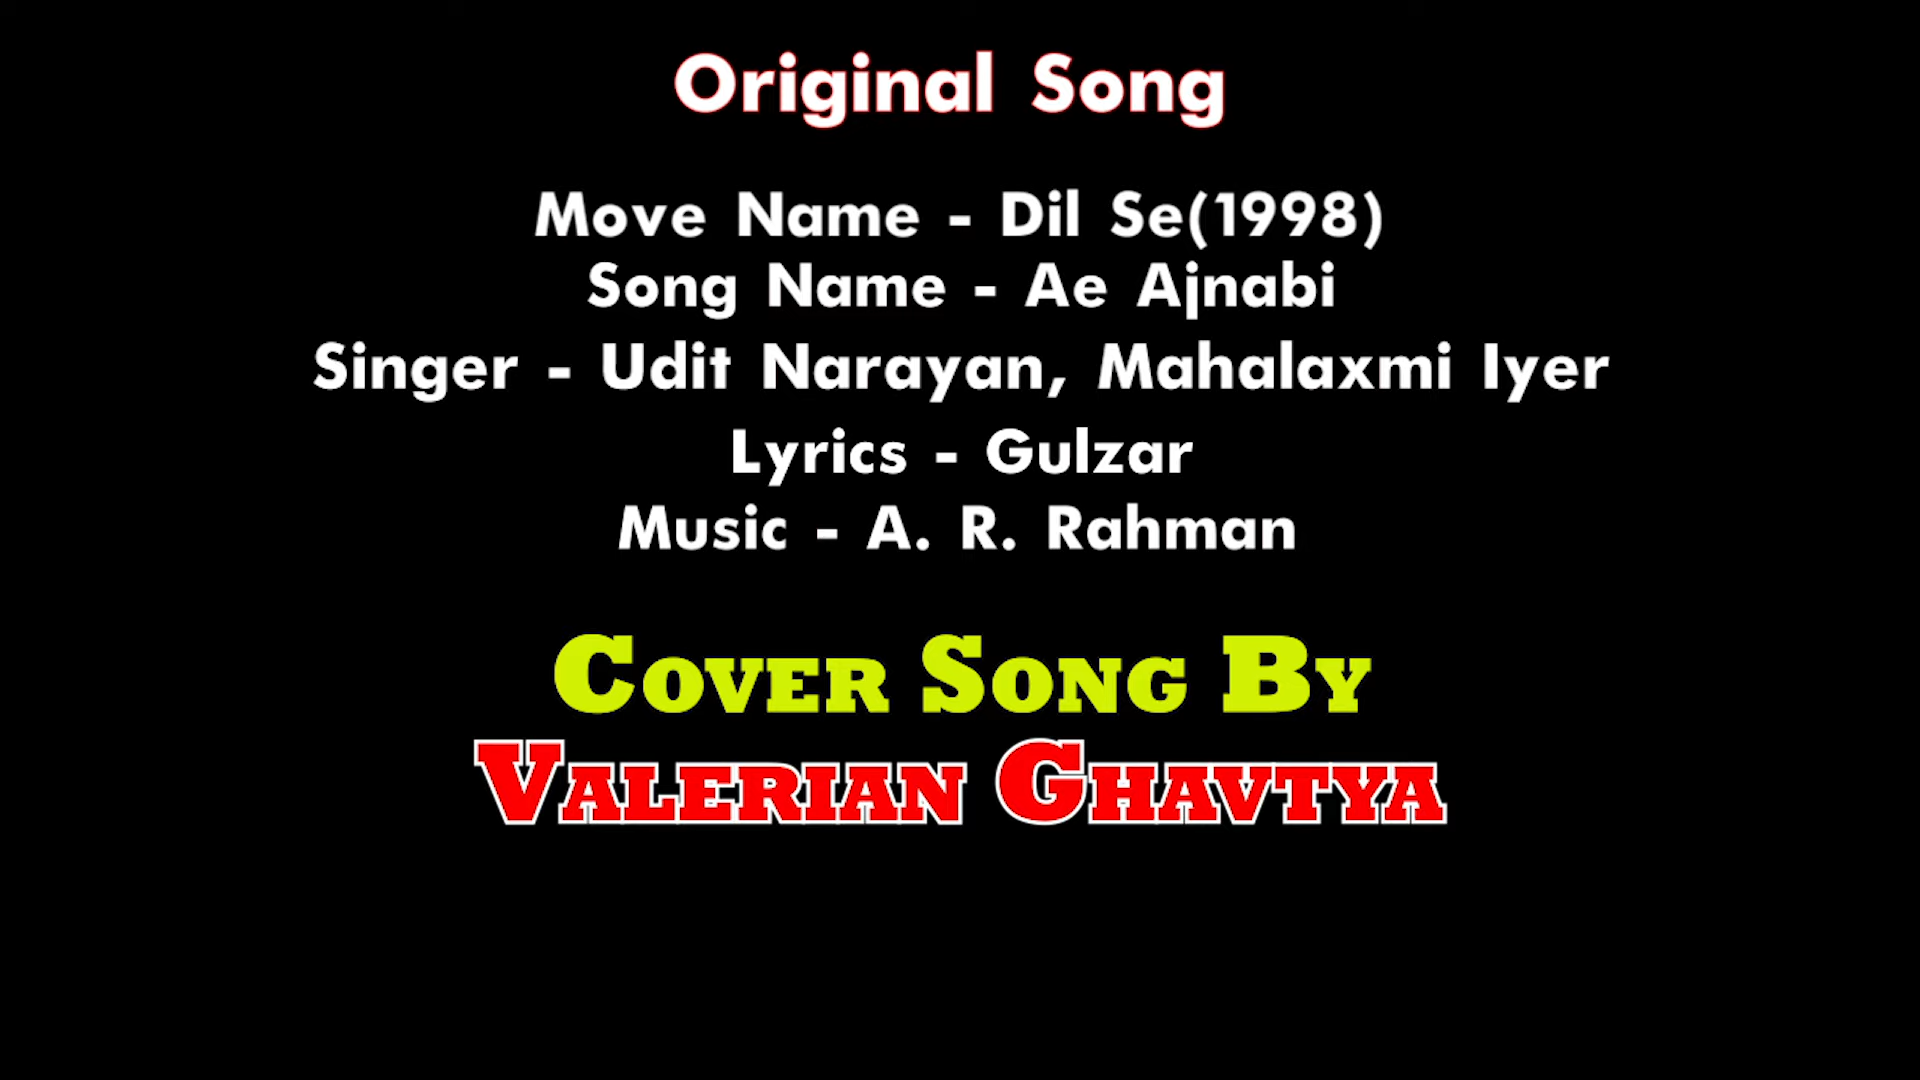 Original Song
Move Name - Dil Se(1998)
Song Name - Ae Ajnabi
Singer - Udit Narayan, Mahalaxmi Iyer
Lyrics - Gulzar
Music - A. R. Rahman
Cover Song By
Valerian Ghavtya